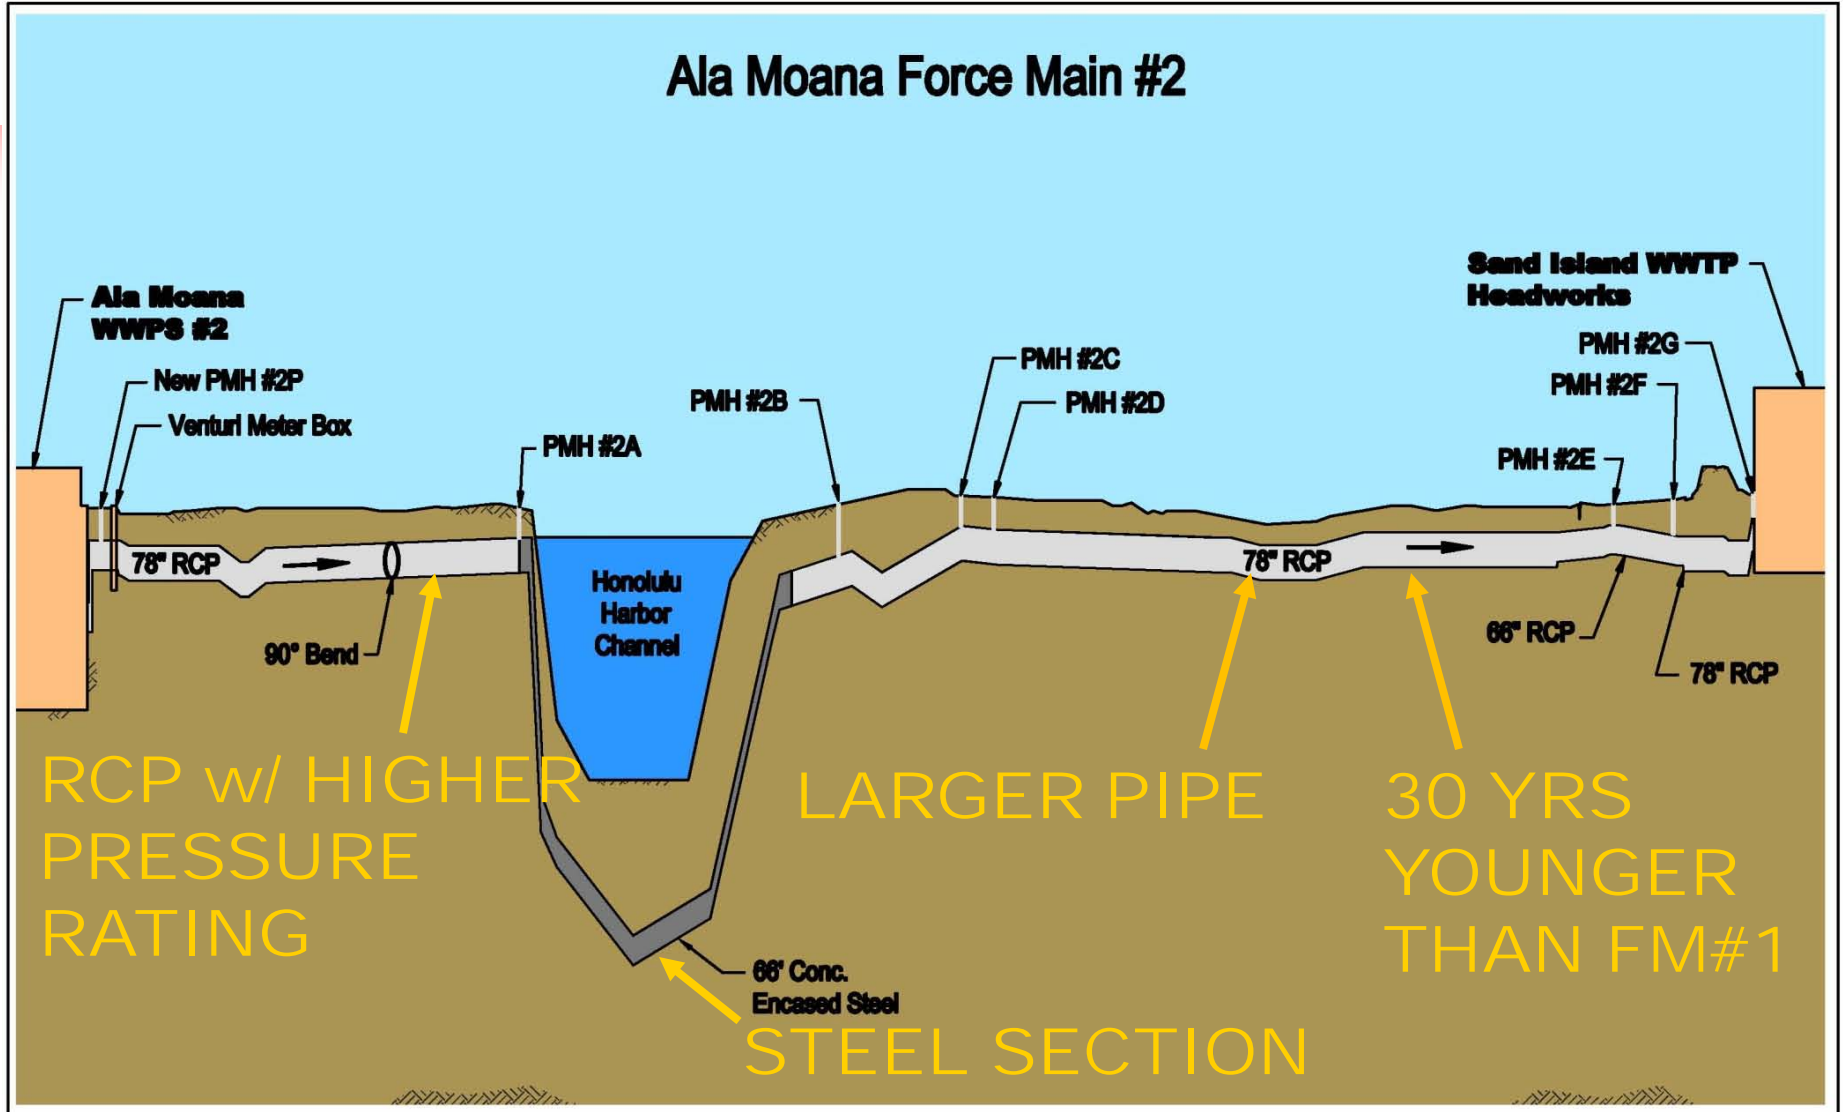 Ala Moana Force Main #2
Sand Island WWTP
Headworks
Ala Moana
WWPS #2
New PMH #2P
Venturi Meter Box
PMH #2A
PMH #2B
PMH #2C
PMH #2D
PMH #2G
PMH #2F
PMH #2E
78" RCP
90° Bend
Honolulu
Harbor
Channel
78" RCP
66" RCP
78" RCP
RCP w/ HIGHER
PRESSURE
RATING
LARGER PIPE
30 YRS
YOUNGER
THAN FM#1
66" Conc.
Encased Steel
STEEL SECTION